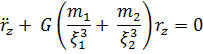 r̈_z + G ( m_1/ξ_1^3 + m_2/ξ_2^3 ) r_z = 0